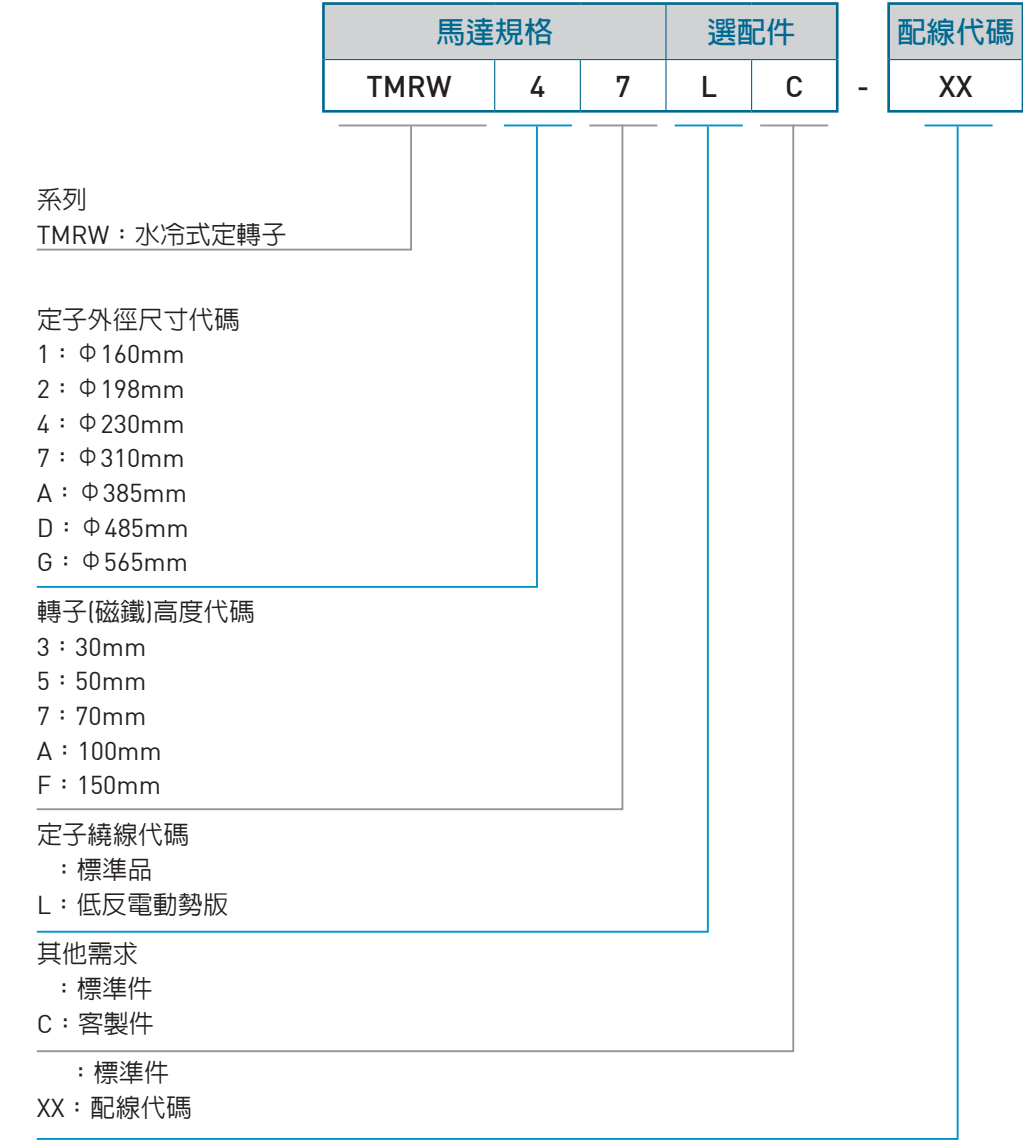 馬達規格 選配件 配線代碼
TMRW 4 7 L C - XX
系列
TMRW：水冷式定轉子
定子外徑尺寸代碼
1：Φ160mm
2：Φ198mm
4：Φ230mm
7：Φ310mm
A：Φ385mm
D：Φ485mm
G：Φ565mm
轉子(磁鐵)高度代碼
3：30mm
5：50mm
7：70mm
A：100mm
F：150mm
定子繞線代碼
：標準品
L：低反電動勢版
其他需求
：標準件
C：客製件
：標準件
XX：配線代碼